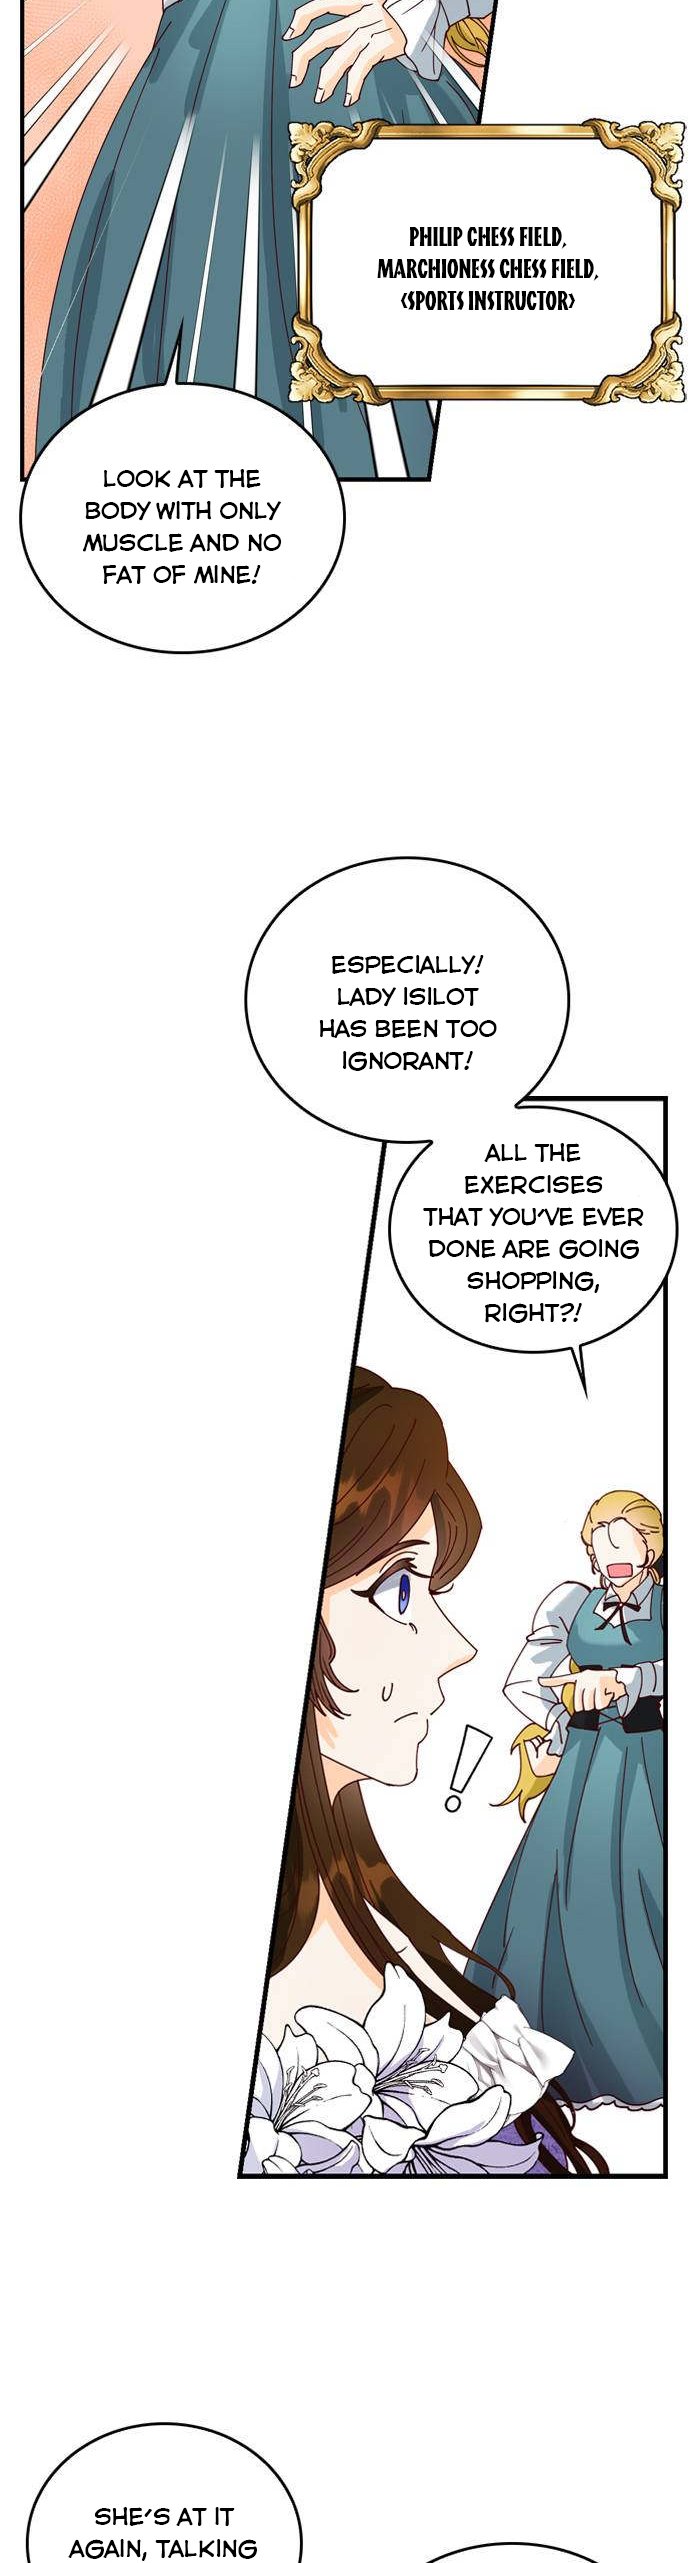 PHILIP CHESS FIELD,
MARCHIONESS CHESS FIELD,
<SPORTS INSTRUCTOR>
LOOK AT THE
BODY WITH ONLY
MUSCLE AND NO
FAT OF MINE!
ESPECIALLY!
LADY ISILOT
HAS BEEN TOO
IGNORANT!
ALL THE
EXERCISES
THAT YOU'VE EVER
DONE ARE GOING
SHOPPING,
RIGHT?!
!
SHE'S AT IT
AGAIN, TALKING